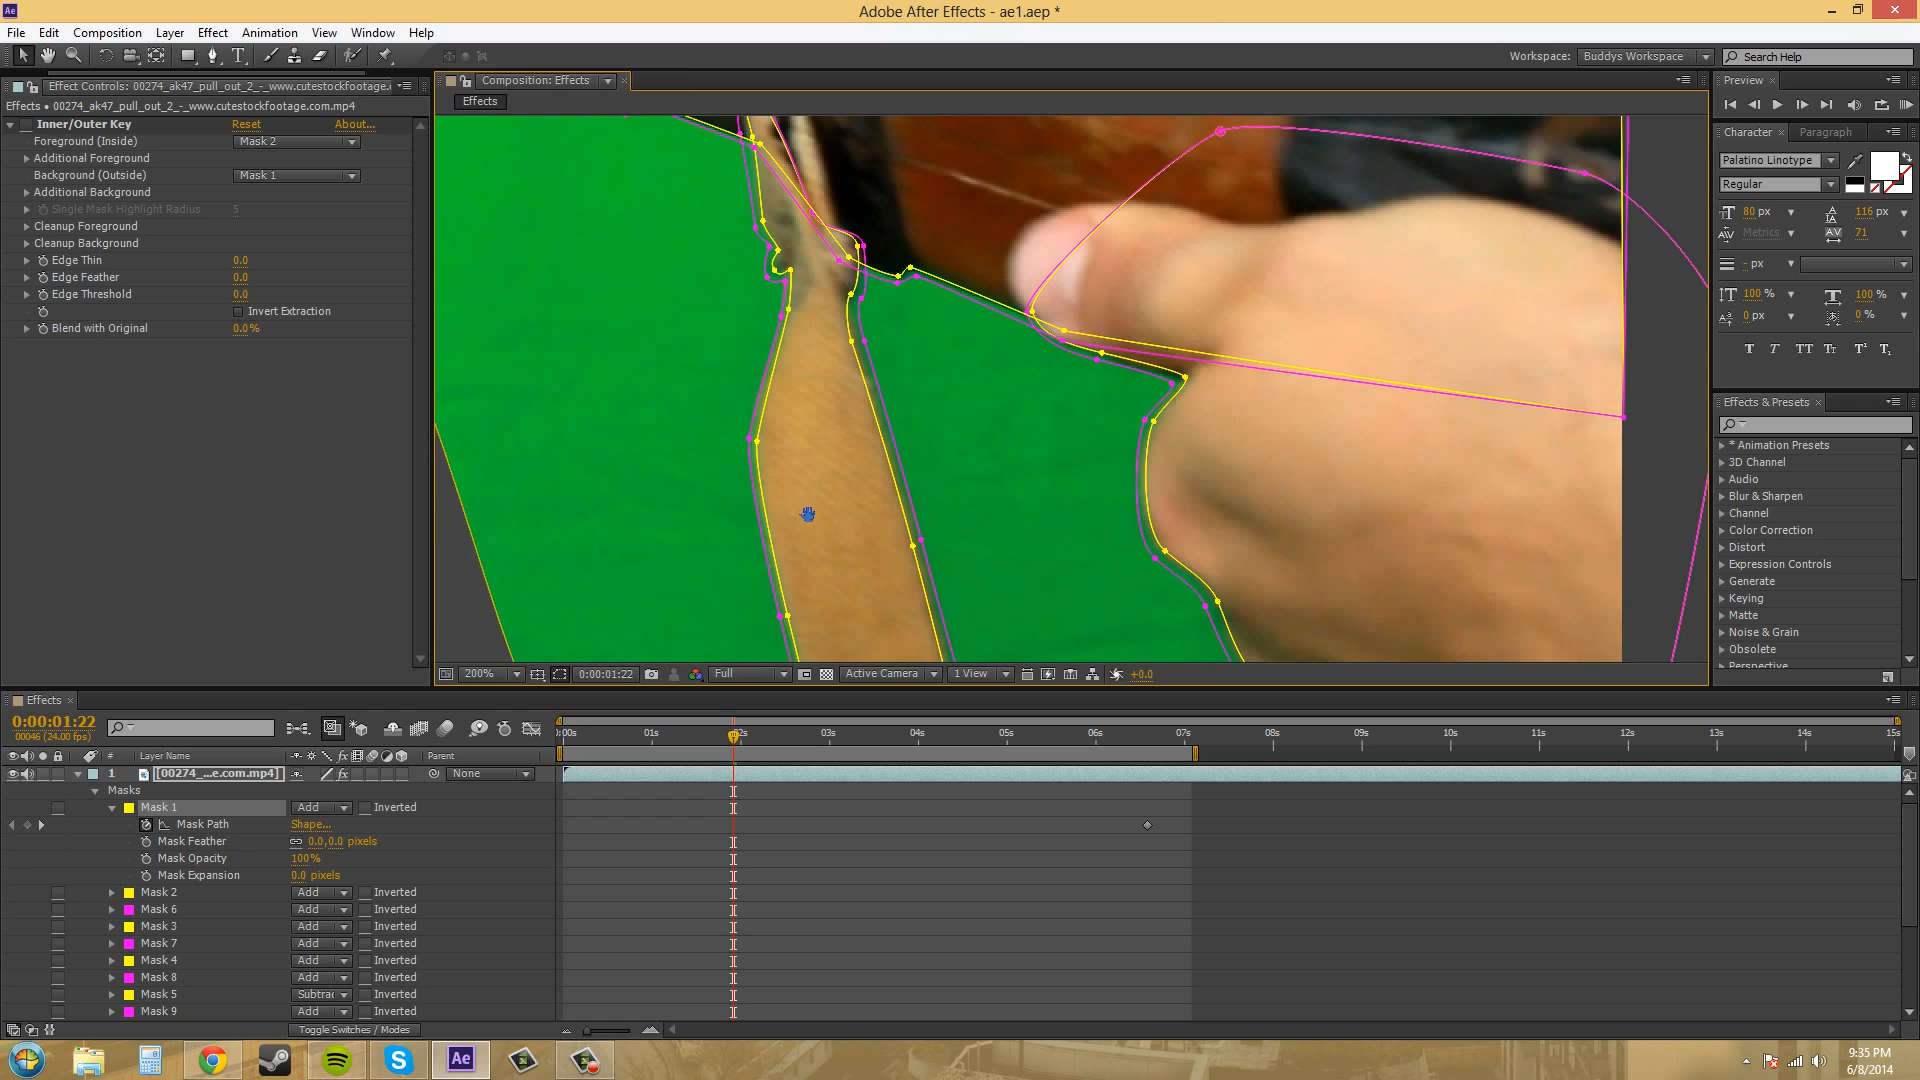 Adobe After Effects - ae1.aep *
File Edit Composition Layer Effect Animation View Window Help
Workspace: Buddys Workspace Search Help
Effect Controls: 00274_ak47_pull_out_2_-_www.cutestockfootage.
Effects • 00274_ak47_pull_out_2_-_www.cutestockfootage.com.mp4
Inner/Outer Key Reset About...
Foreground (Inside) Mask 2
Additional Foreground
Background (Outside) Mask 1
Additional Background
Single Mask Highlight Radius 5
Cleanup Foreground
Cleanup Background
Edge Thin 0.0
Edge Feather 0.0
Edge Threshold 0.0
Invert Extraction
Blend with Original 0.0%
Composition: Effects
Effects
200% 0:00:01:22 Full Active Camera 1 View +0.0
Preview
Character Paragraph
Palatino Linotype
Regular
80 px 116 px
Metrics 71
- px
100 % 100 %
0 px 0 %
T T TT Tт T¹ T₁
Effects & Presets
* Animation Presets
3D Channel
Audio
Blur & Sharpen
Channel
Color Correction
Distort
Expression Controls
Generate
Keying
Matte
Noise & Grain
Obsolete
Perspective
Effects
0:00:01:22
00046 (24.00 fps)
):00s 01s 02s 03s 04s 05s 06s 07s 08s 09s 10s 11s 12s 13s 14s 15s
# Layer Name Parent
1 [00274_...e.com.mp4] None
Masks
Mask 1 Add Inverted
Mask Path Shape...
Mask Feather 0.0,0.0 pixels
Mask Opacity 100%
Mask Expansion 0.0 pixels
Mask 2 Add Inverted
Mask 6 Add Inverted
Mask 3 Add Inverted
Mask 7 Add Inverted
Mask 4 Add Inverted
Mask 8 Add Inverted
Mask 5 Subtrac Inverted
Mask 9 Add Inverted
Toggle Switches / Modes
9:35 PM
6/8/2014